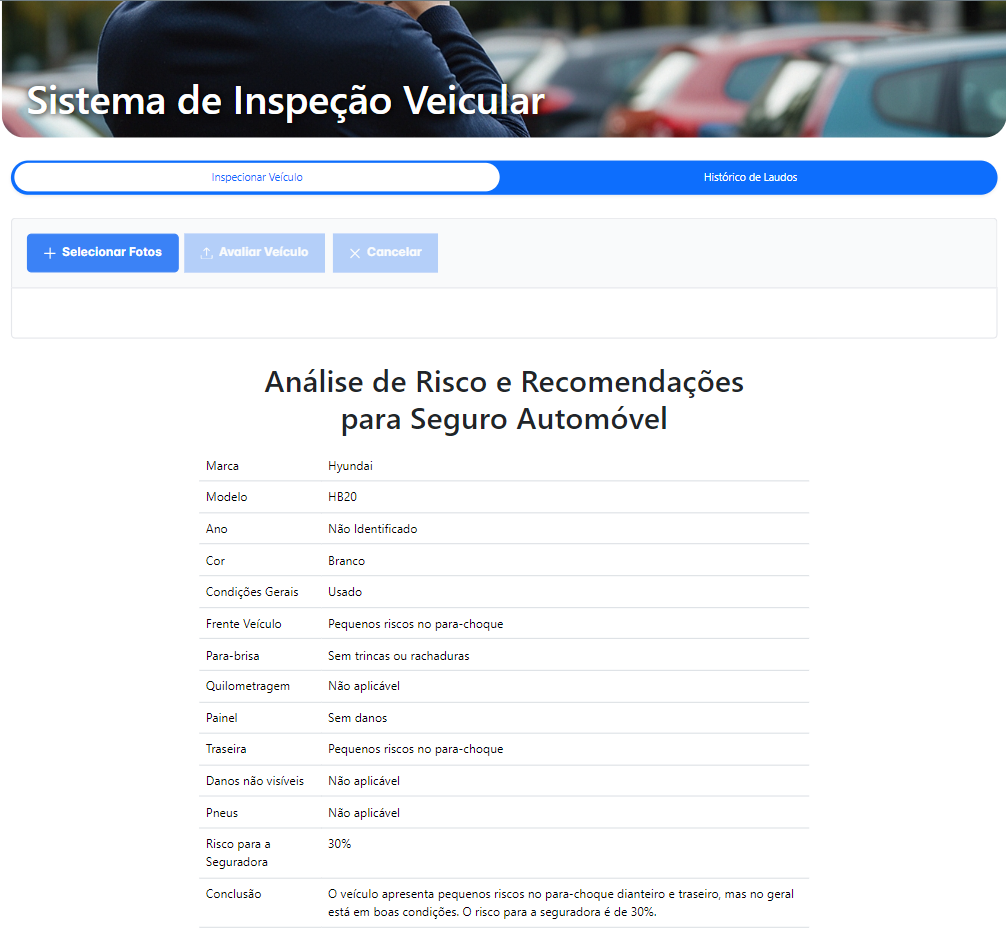 Sistema de Inspeção Veicular
Inspecionar Veículo
Histórico de Laudos
Selecionar Fotos
Avaliar Veículo
Cancelar
Análise de Risco e Recomendações
para Seguro Automóvel
Marca Hyundai
Modelo HB20
Ano Não Identificado
Cor Branco
Condições Gerais Usado
Frente Veículo Pequenos riscos no para-choque
Para-brisa Sem trincas ou rachaduras
Quilometragem Não aplicável
Painel Sem danos
Traseira Pequenos riscos no para-choque
Danos não visíveis Não aplicável
Pneus Não aplicável
Risco para a 30%
Seguradora
Conclusão O veículo apresenta pequenos riscos no para-choque dianteiro e traseiro, mas no geral
está em boas condições. O risco para a seguradora é de 30%.